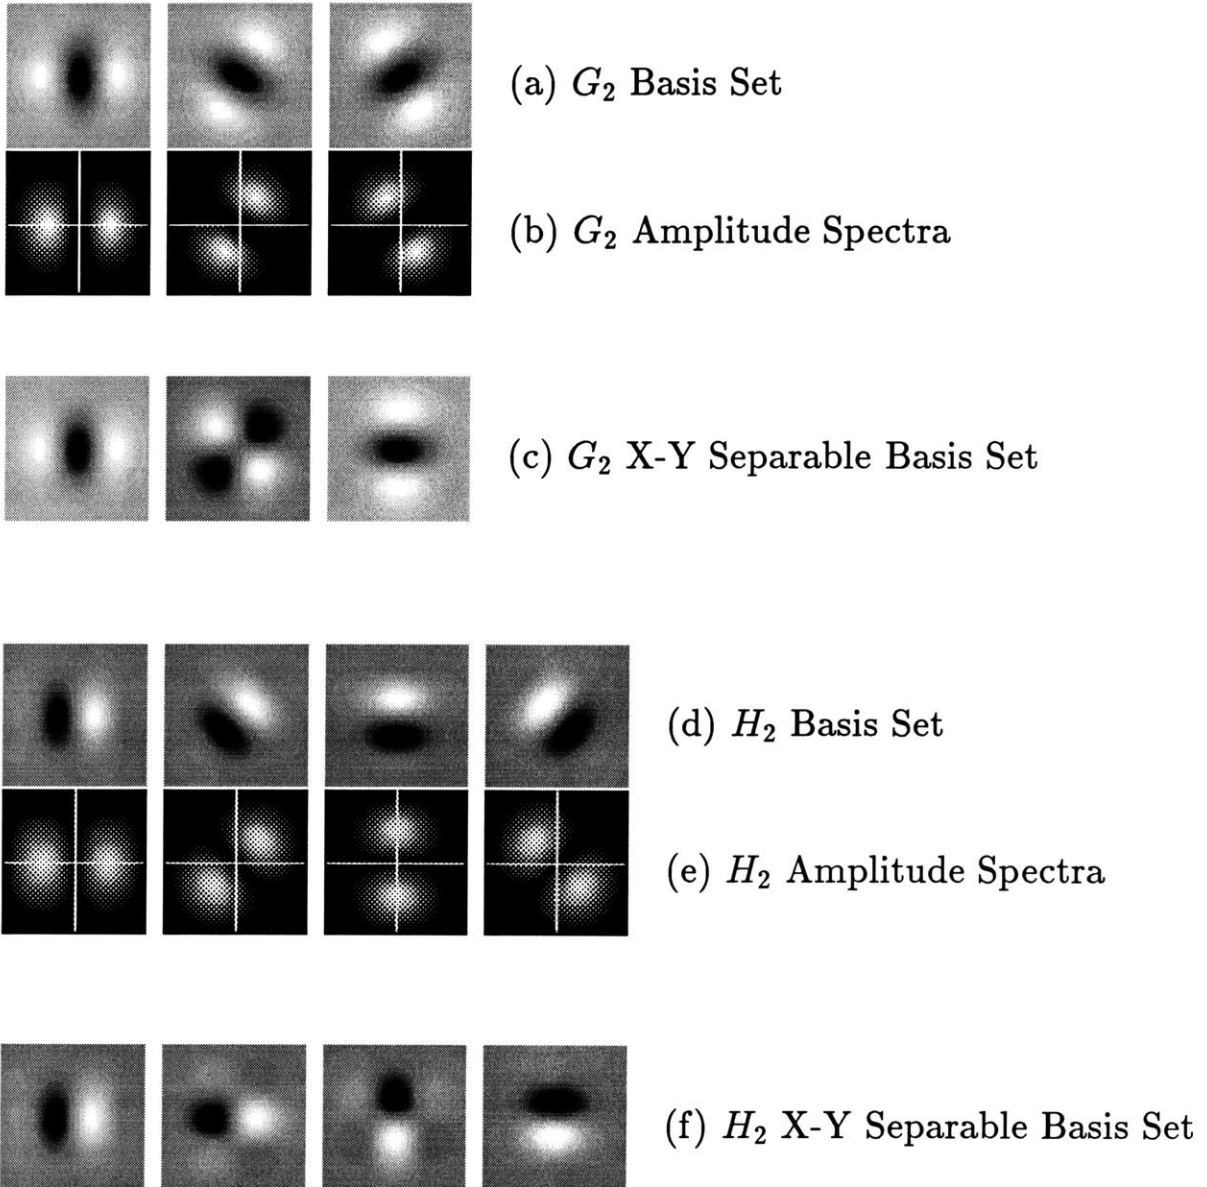 (a) G₂ Basis Set
(b) G₂ Amplitude Spectra
(c) G₂ X-Y Separable Basis Set
(d) H₂ Basis Set
(e) H₂ Amplitude Spectra
(f) H₂ X-Y Separable Basis Set